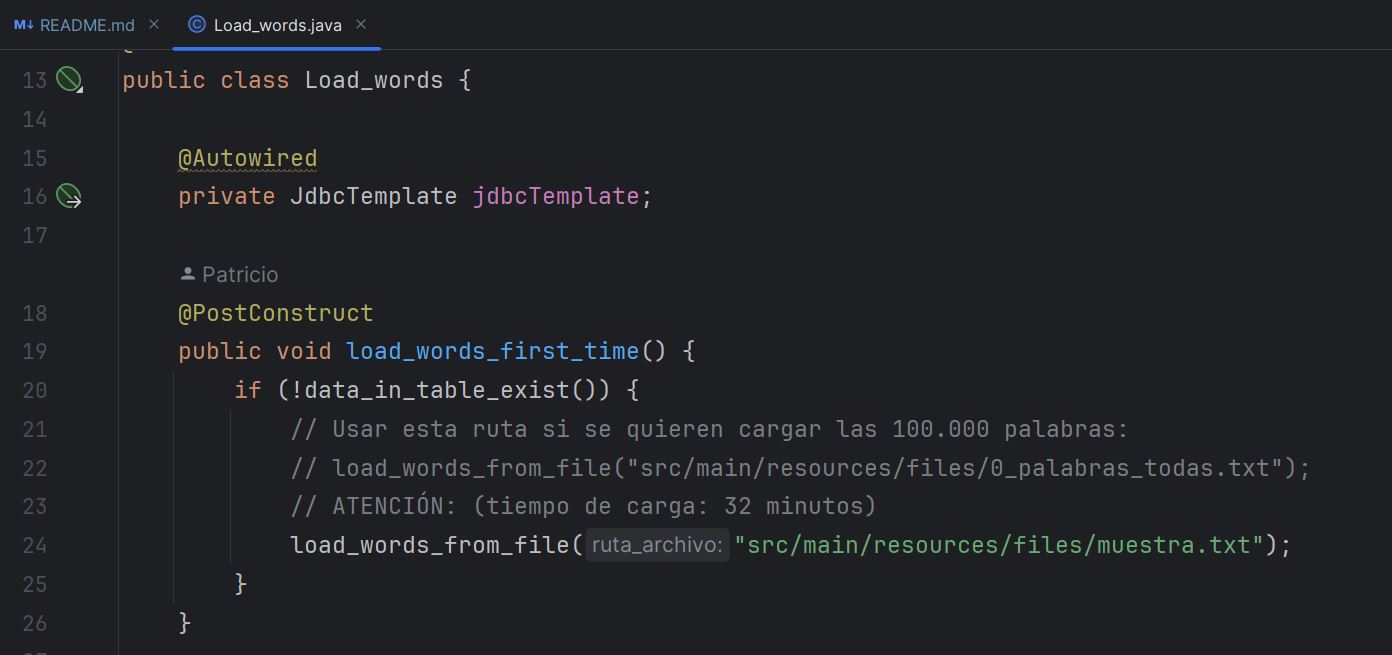 M↓ README.md × © Load_words.java ×
13 public class Load_words {
14
15 @Autowired
16 private JdbcTemplate jdbcTemplate;
17
Patricio
18 @PostConstruct
19 public void load_words_first_time() {
20 if (!data_in_table_exist()) {
21 // Usar esta ruta si se quieren cargar las 100.000 palabras:
22 // load_words_from_file("src/main/resources/files/0_palabras_todas.txt");
23 // ATENCIÓN: (tiempo de carga: 32 minutos)
24 load_words_from_file( ruta_archivo: "src/main/resources/files/muestra.txt");
25 }
26 }